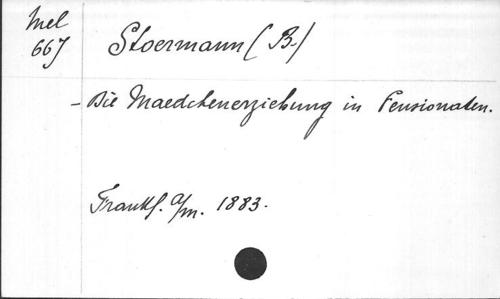 Mel
667
Stoermann (B.)
- Die Maedchenerziehung in Pensionaten.
Frankf. a/m. 1883.